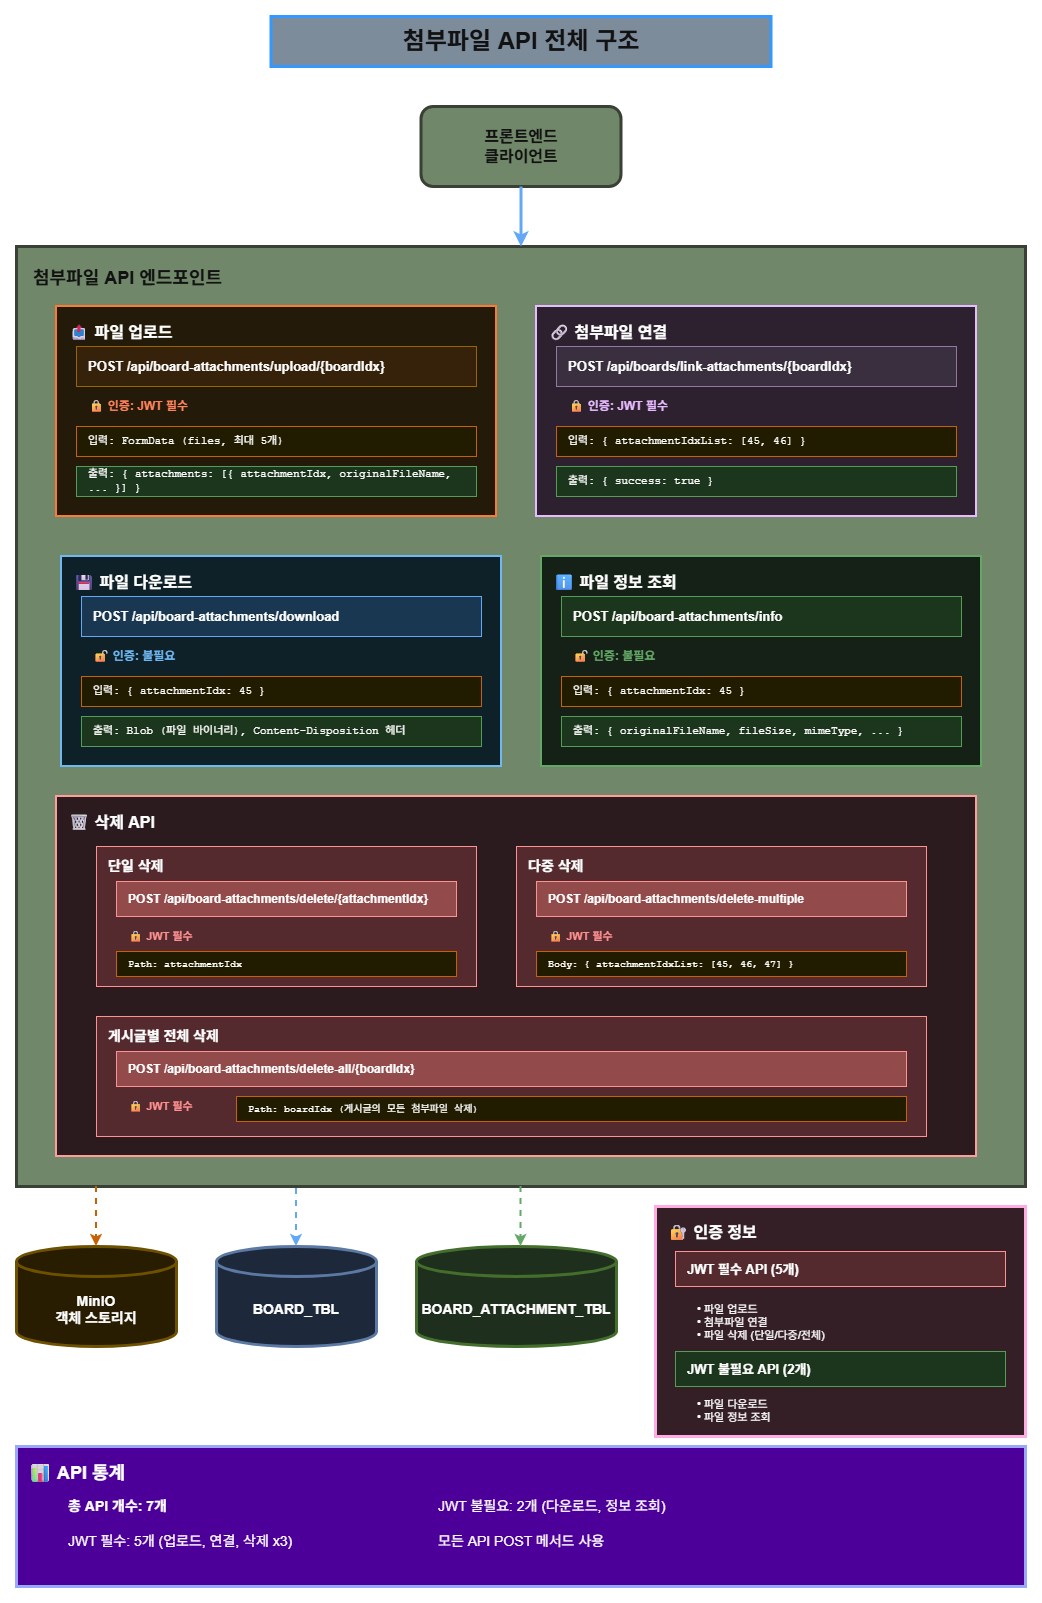 첨부파일 API 전체 구조
프론트엔드
클라이언트
첨부파일 API 엔드포인트
📤 파일 업로드
POST /api/board-attachments/upload/{boardIdx}
🔒 인증: JWT 필수
입력: FormData (files, 최대 5개)
출력: { attachments: [{ attachmentIdx, originalFileName,
... }] }
🔗 첨부파일 연결
POST /api/boards/link-attachments/{boardIdx}
🔒 인증: JWT 필수
입력: { attachmentIdxList: [45, 46] }
출력: { success: true }
💾 파일 다운로드
POST /api/board-attachments/download
🔓 인증: 불필요
입력: { attachmentIdx: 45 }
출력: Blob (파일 바이너리), Content-Disposition 헤더
ℹ️ 파일 정보 조회
POST /api/board-attachments/info
🔓 인증: 불필요
입력: { attachmentIdx: 45 }
출력: { originalFileName, fileSize, mimeType, ... }
🗑️ 삭제 API
단일 삭제
POST /api/board-attachments/delete/{attachmentIdx}
🔒 JWT 필수
Path: attachmentIdx
다중 삭제
POST /api/board-attachments/delete-multiple
🔒 JWT 필수
Body: { attachmentIdxList: [45, 46, 47] }
게시글별 전체 삭제
POST /api/board-attachments/delete-all/{boardIdx}
🔒 JWT 필수
Path: boardIdx (게시글의 모든 첨부파일 삭제)
MinIO
객체 스토리지
BOARD_TBL
BOARD_ATTACHMENT_TBL
🔐 인증 정보
JWT 필수 API (5개)
• 파일 업로드
• 첨부파일 연결
• 파일 삭제 (단일/다중/전체)
JWT 불필요 API (2개)
• 파일 다운로드
• 파일 정보 조회
📊 API 통계
총 API 개수: 7개
JWT 불필요: 2개 (다운로드, 정보 조회)
JWT 필수: 5개 (업로드, 연결, 삭제 x3)
모든 API POST 메서드 사용